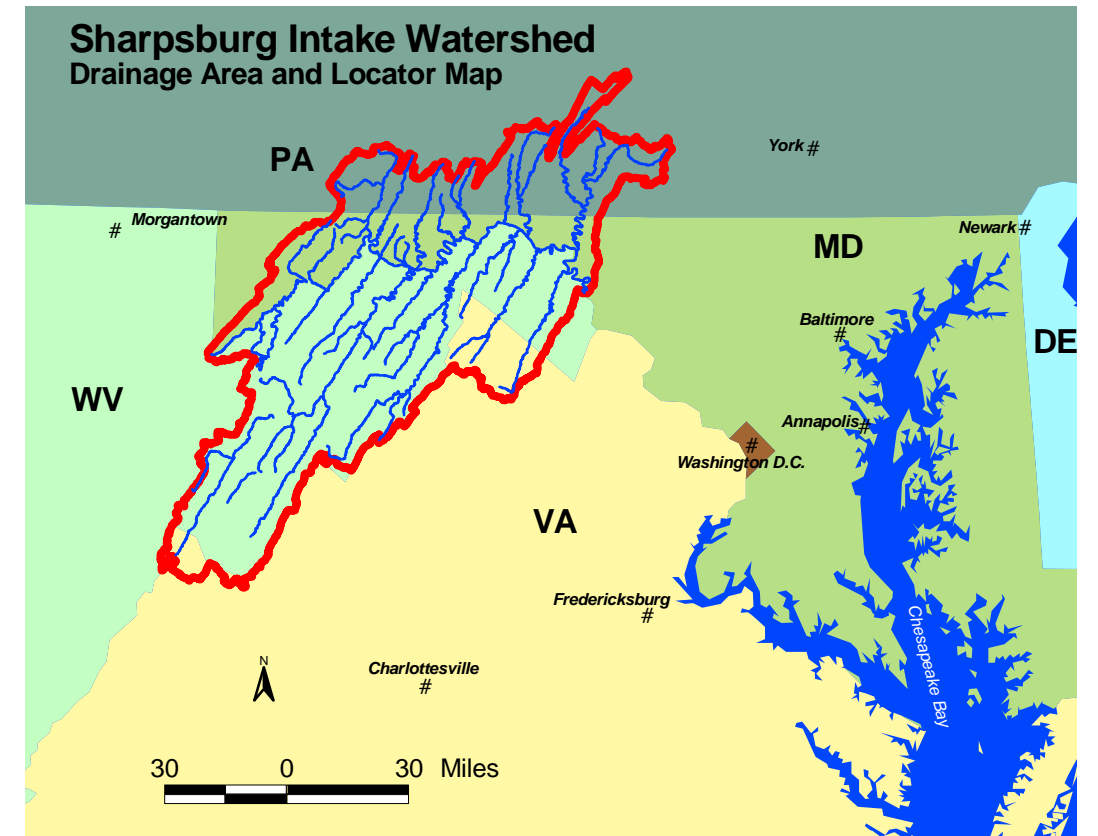 Sharpsburg Intake Watershed
Drainage Area and Locator Map
York #
PA
Morgantown
#
Newark #
MD
Baltimore
#
DE
WV
Annapolis #
#
Washington D.C.
VA
Fredericksburg
#
Chesapeake Bay
N
Charlottesville
#
30 0 30 Miles